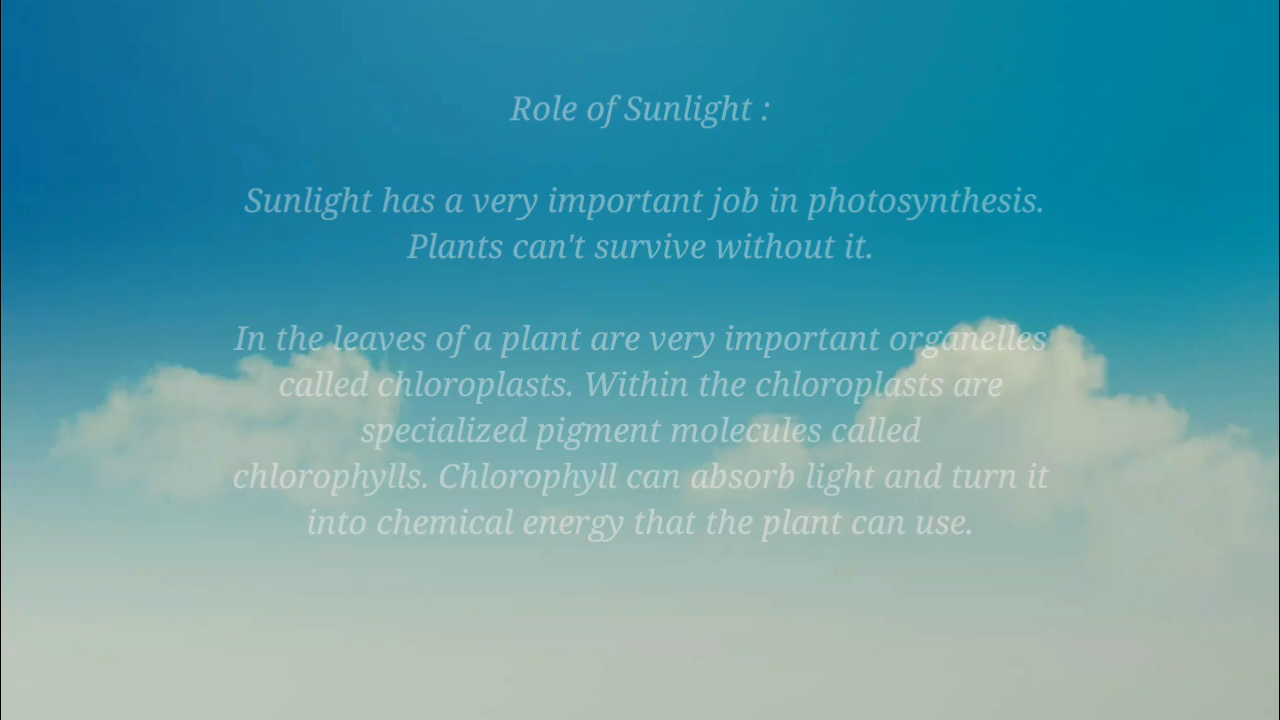 Role of Sunlight :
Sunlight has a very important job in photosynthesis.
Plants can't survive without it.
In the leaves of a plant are very important organelles
called chloroplasts. Within the chloroplasts are
specialized pigment molecules called
chlorophylls. Chlorophyll can absorb light and turn it
into chemical energy that the plant can use.